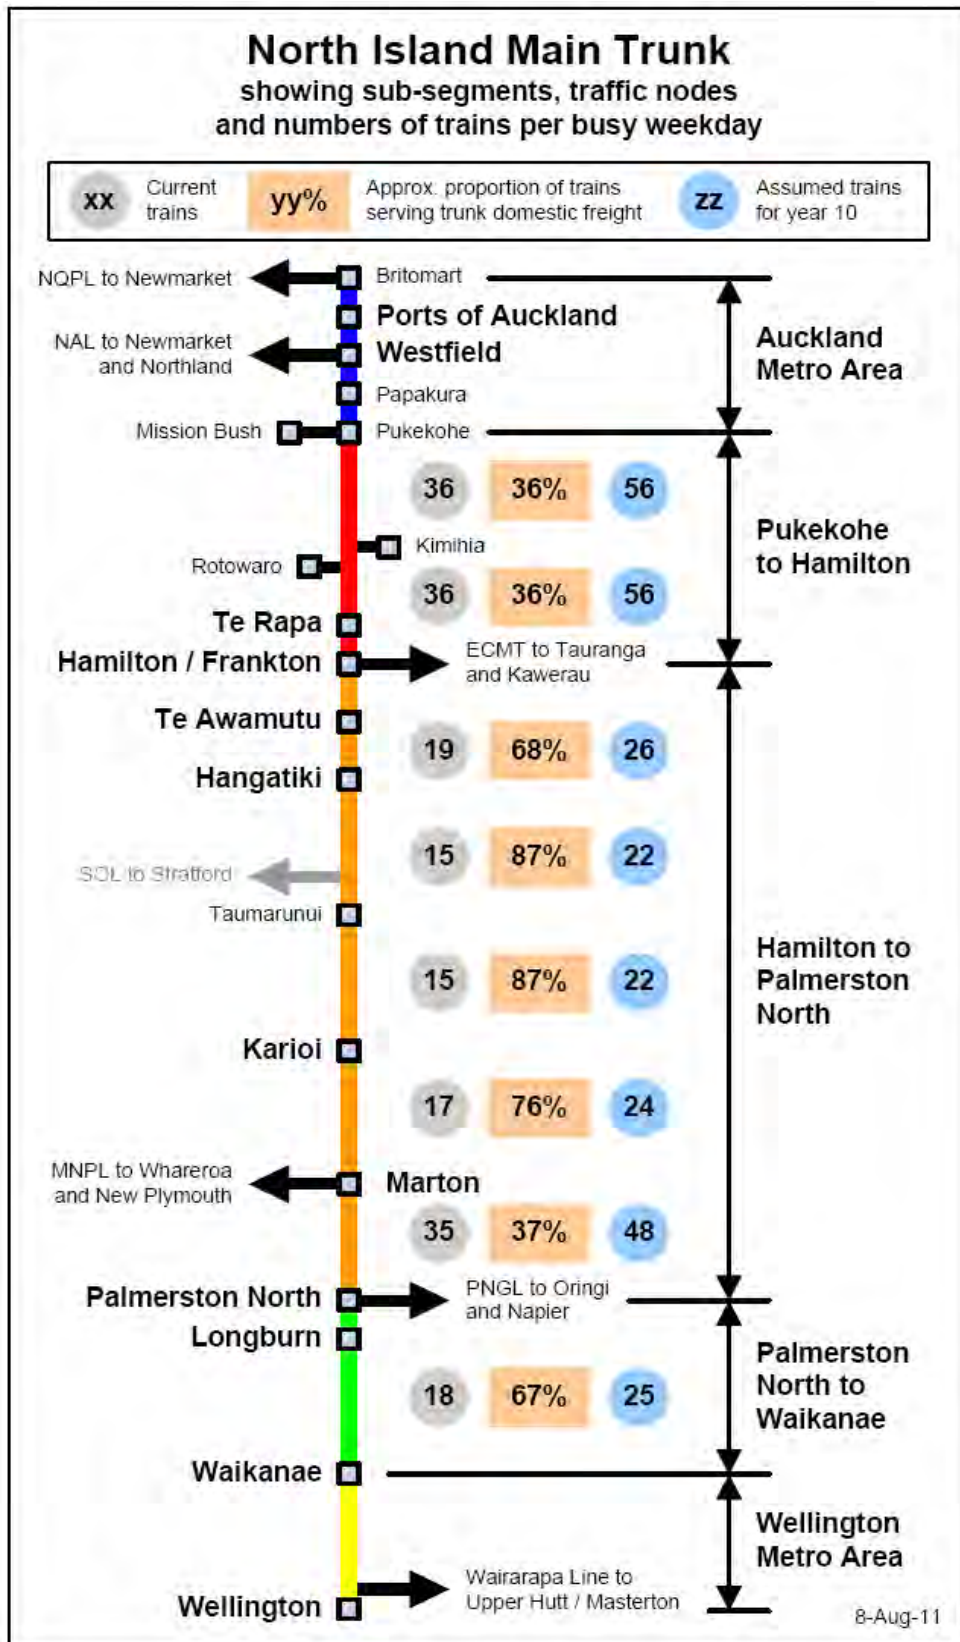 North Island Main Trunk
showing sub-segments, traffic nodes
and numbers of trains per busy weekday
xx
Current
trains
yy%
Approx. proportion of trains
serving trunk domestic freight
zz
Assumed trains
for year 10
NQPL to Newmarket
Britomart
Ports of Auckland
NAL to Newmarket
and Northland
Westfield
Auckland
Metro Area
Papakura
Mission Bush
Pukekohe
36 36% 56
Kimihia
Rotowaro
Pukekohe
to Hamilton
36 36% 56
Te Rapa
Hamilton / Frankton
ECMT to Tauranga
and Kawerau
Te Awamutu
19 68% 26
Hangatiki
15 87% 22
SOL to Stratford
Taumarunui
Hamilton to
Palmerston
North
15 87% 22
Karioi
17 76% 24
MNPL to Whareroa
and New Plymouth
Marton
35 37% 48
Palmerston North
PNGL to Oringi
and Napier
Longburn
Palmerston
North to
Waikanae
18 67% 25
Waikanae
Wellington
Metro Area
Wairarapa Line to
Upper Hutt / Masterton
Wellington
8-Aug-11